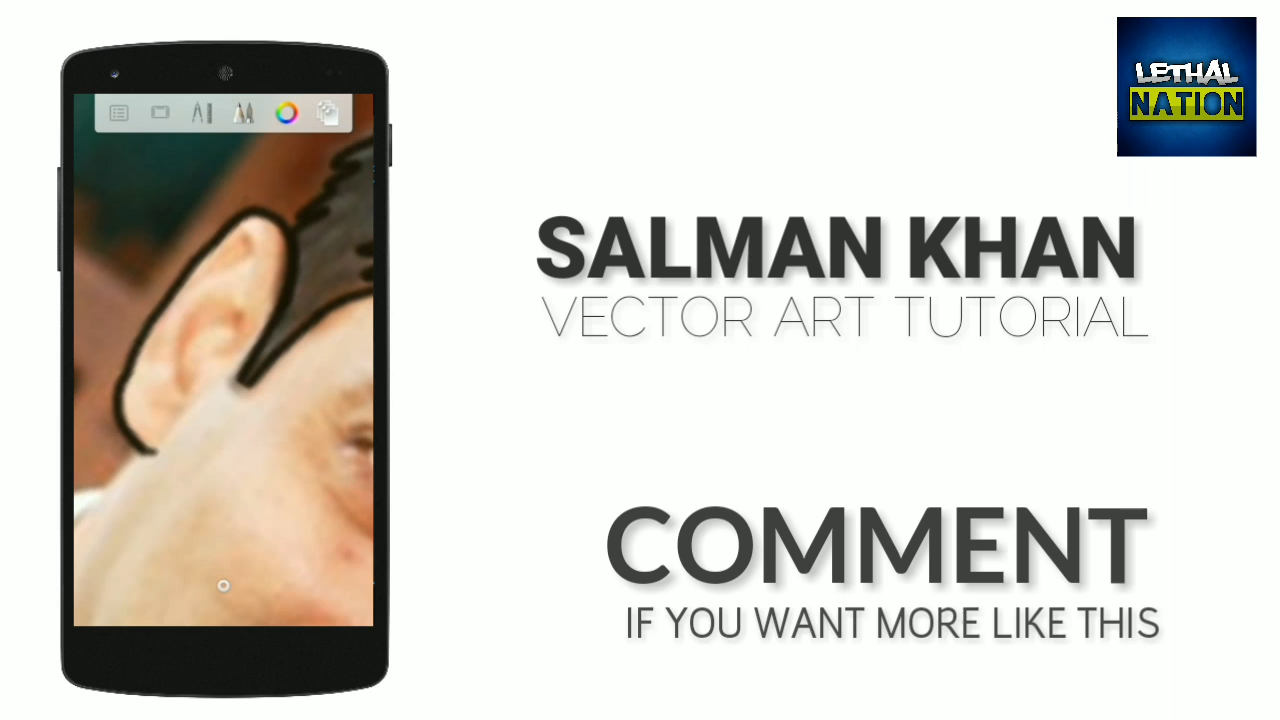 LETHAL
NATION
SALMAN KHAN
VECTOR ART TUTORIAL
COMMENT
IF YOU WANT MORE LIKE THIS